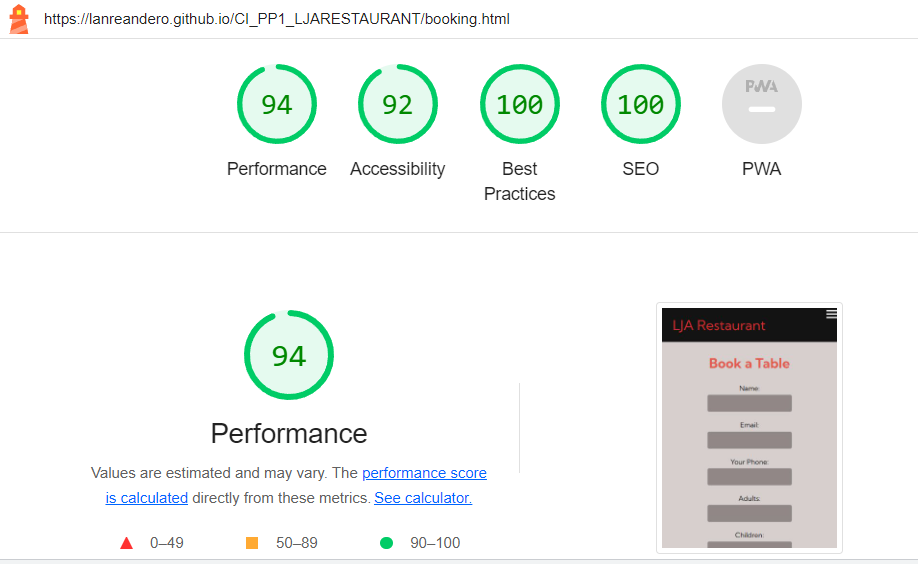 https://lanreandero.github.io/CI_PP1_LJARESTAURANT/booking.html
94
92
100
100
PWA
Performance
Accessibility
Best
Practices
SEO
PWA
94
Performance
Values are estimated and may vary. The performance score
is calculated directly from these metrics. See calculator.
0–49
50–89
90–100
LJA Restaurant
Book a Table
Name:
Email:
Your Phone:
Adults:
Children: